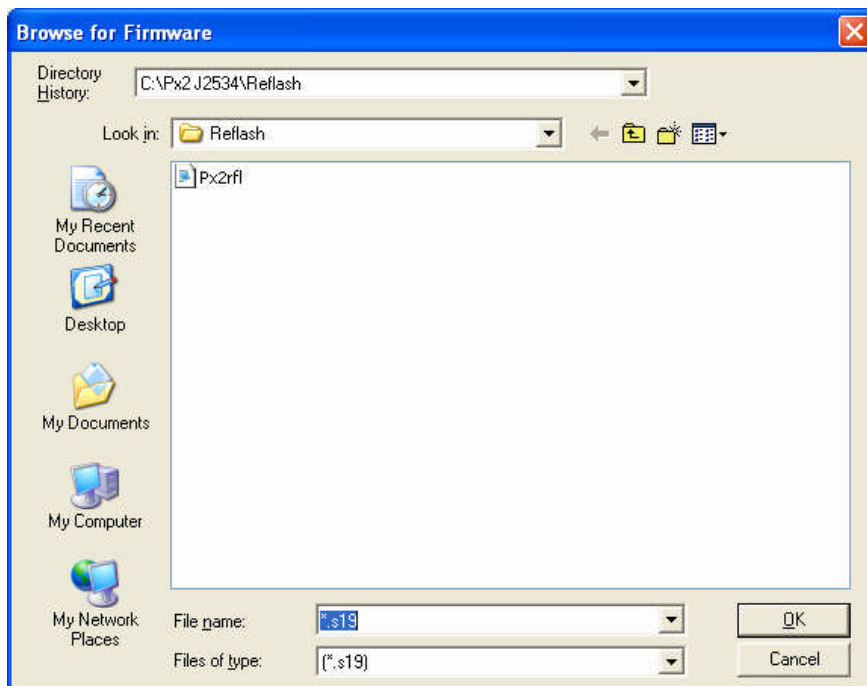 Browse for Firmware
Directory
History:
C:\Px2 J2534\Reflash
Look in:
Reflash
Px2rfl
My Recent
Documents
Desktop
My Documents
My Computer
My Network
Places
File name:
*.s19
OK
Files of type:
(*.s19)
Cancel